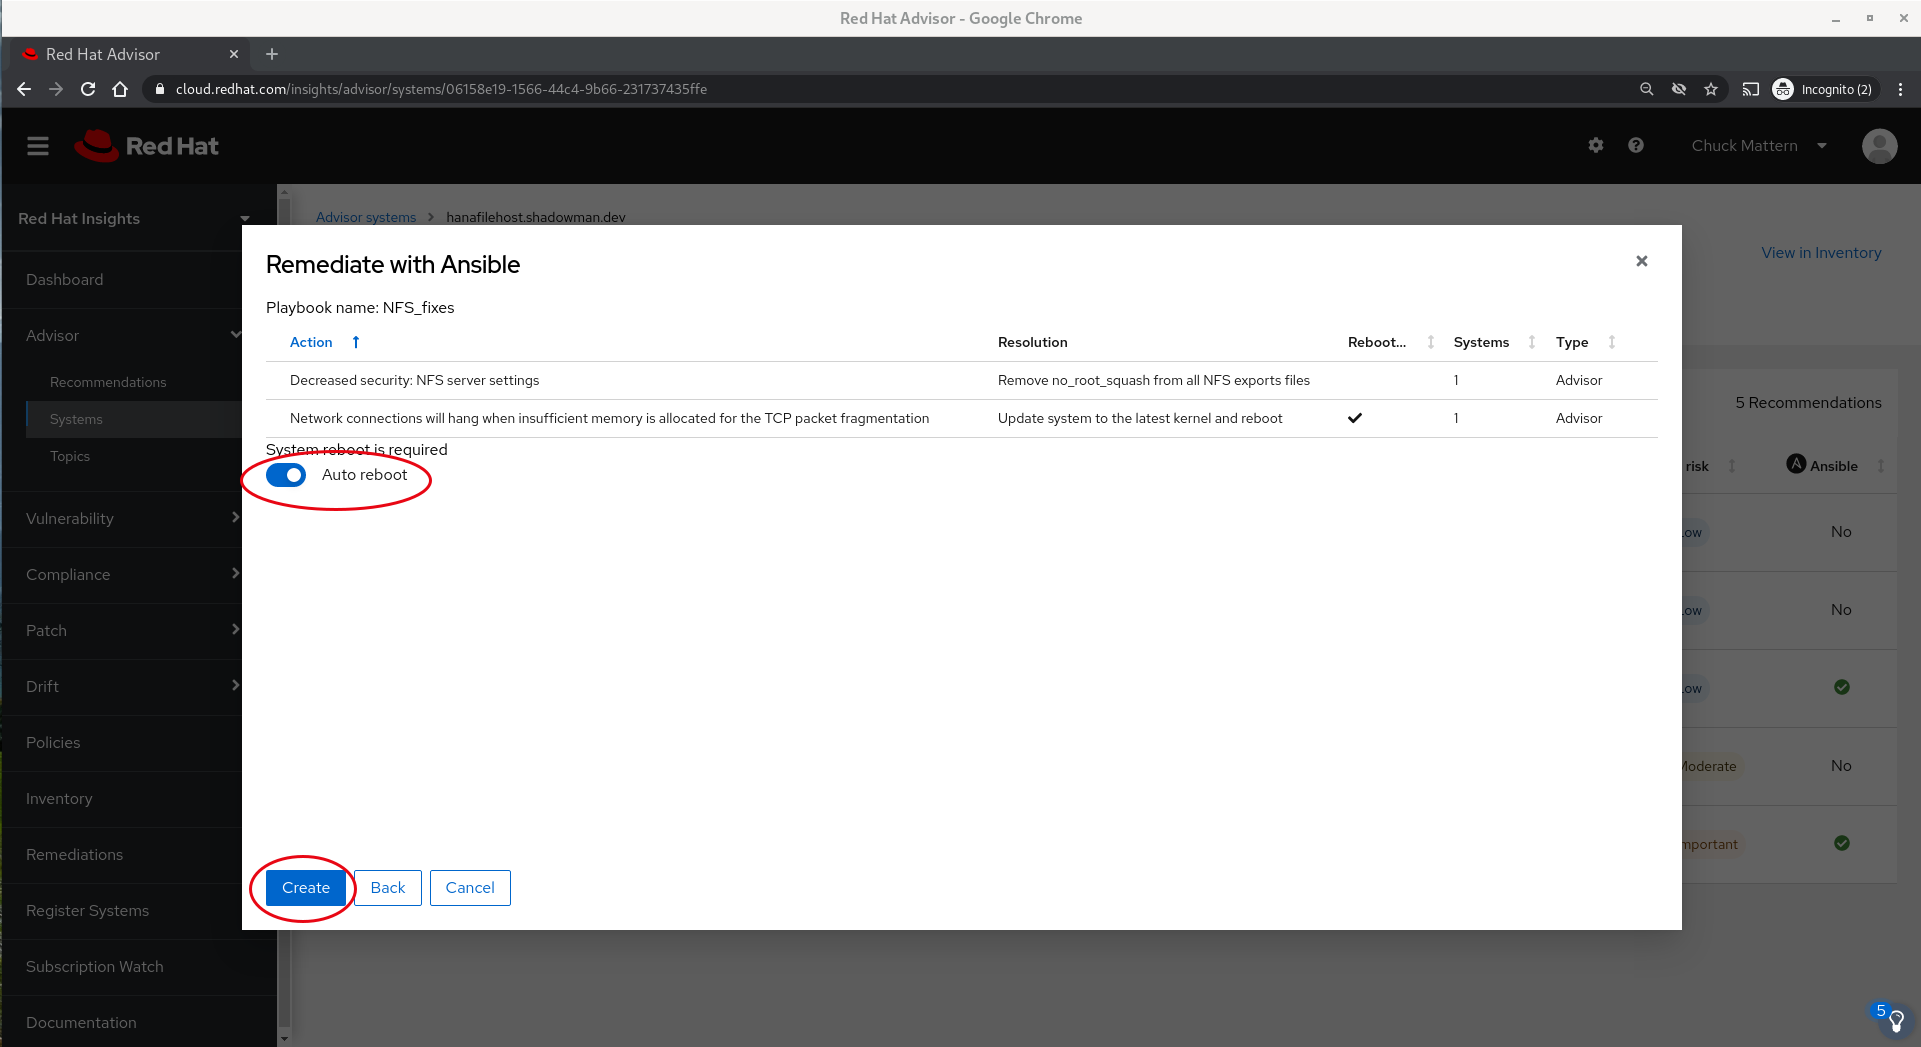 Red Hat Advisor - Google Chrome
Red Hat Advisor
cloud.redhat.com/insights/advisor/systems/06158e19-1566-44c4-9b66-231737435ffe
Incognito (2)
Red Hat
Chuck Mattern
Red Hat Insights
Advisor systems > hanafilehost.shadowman.dev
View in Inventory
Dashboard
Advisor
Recommendations
Systems
Topics
Vulnerability
Compliance
Patch
Drift
Policies
Inventory
Remediations
Register Systems
Subscription Watch
Documentation
Remediate with Ansible
Playbook name: NFS_fixes
Action Resolution Reboot... Systems Type
Decreased security: NFS server settings Remove no_root_squash from all NFS exports files 1 Advisor
Network connections will hang when insufficient memory is allocated for the TCP packet fragmentation Update system to the latest kernel and reboot 1 Advisor
System reboot is required
Auto reboot
Create Back Cancel
5 Recommendations
risk Ansible
No
No
Moderate No
5